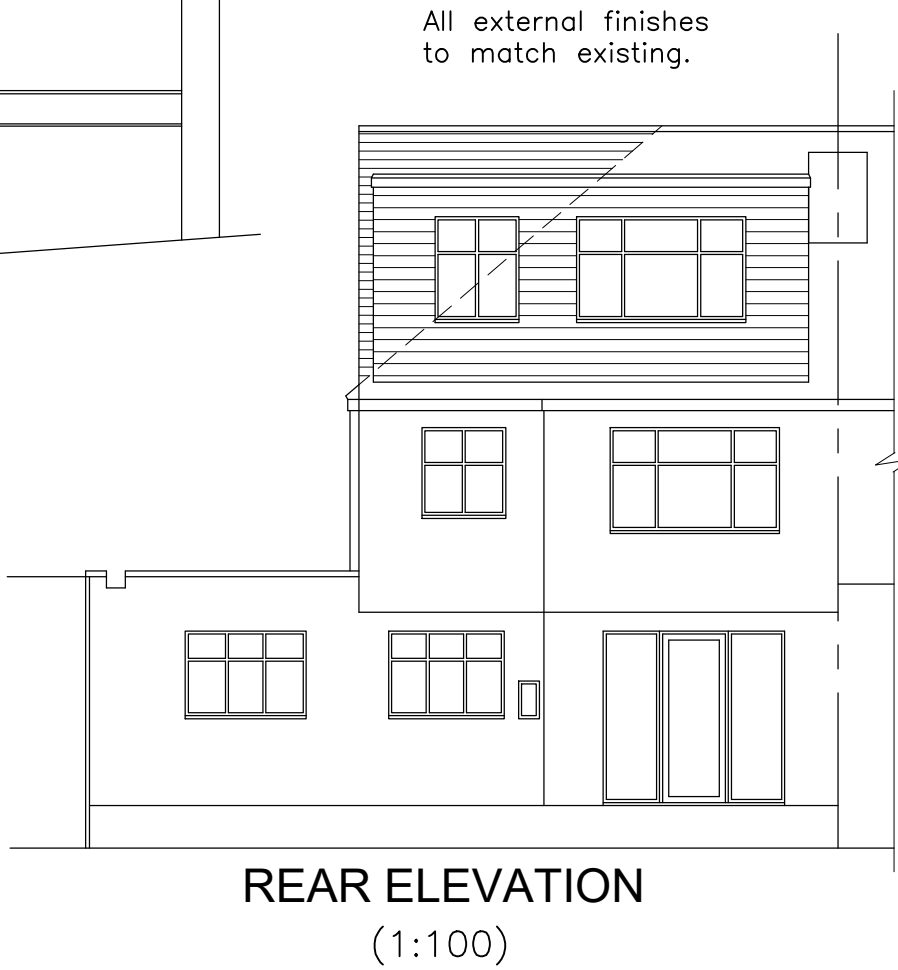 All external finishes
to match existing.
REAR ELEVATION
(1:100)